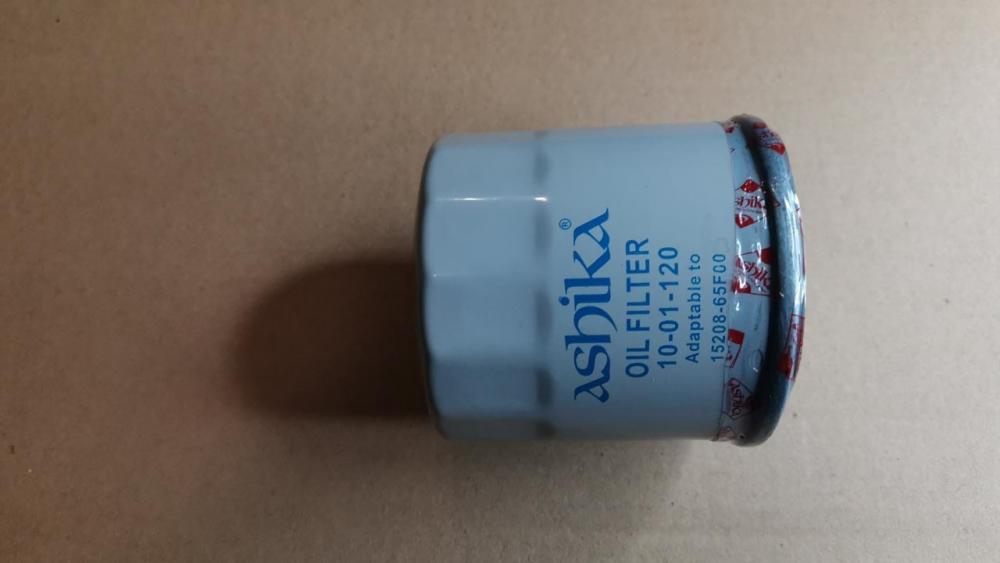 ASHIKA®
OIL FILTER
10-01-120
Adaptable to
15208-65F00